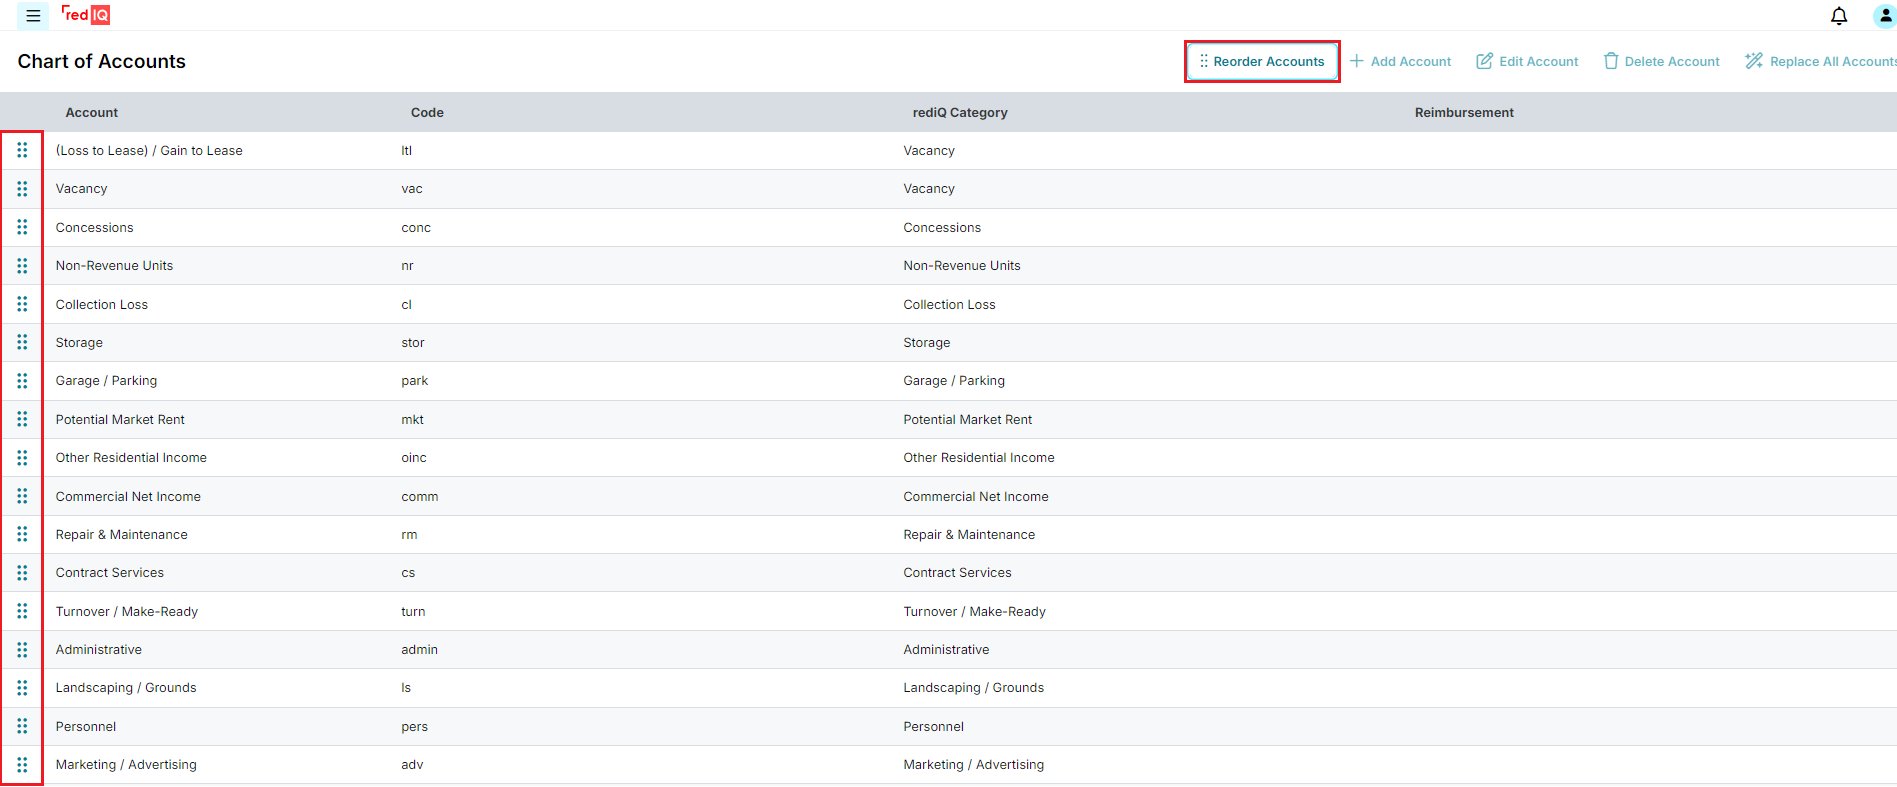 red IQ
Chart of Accounts
Reorder Accounts
Add Account
Edit Account
Delete Account
Replace All Accounts
Account Code rediQ Category Reimbursement
(Loss to Lease) / Gain to Lease ltl Vacancy
Vacancy vac Vacancy
Concessions conc Concessions
Non-Revenue Units nr Non-Revenue Units
Collection Loss cl Collection Loss
Storage stor Storage
Garage / Parking park Garage / Parking
Potential Market Rent mkt Potential Market Rent
Other Residential Income oinc Other Residential Income
Commercial Net Income comm Commercial Net Income
Repair & Maintenance rm Repair & Maintenance
Contract Services cs Contract Services
Turnover / Make-Ready turn Turnover / Make-Ready
Administrative admin Administrative
Landscaping / Grounds ls Landscaping / Grounds
Personnel pers Personnel
Marketing / Advertising adv Marketing / Advertising